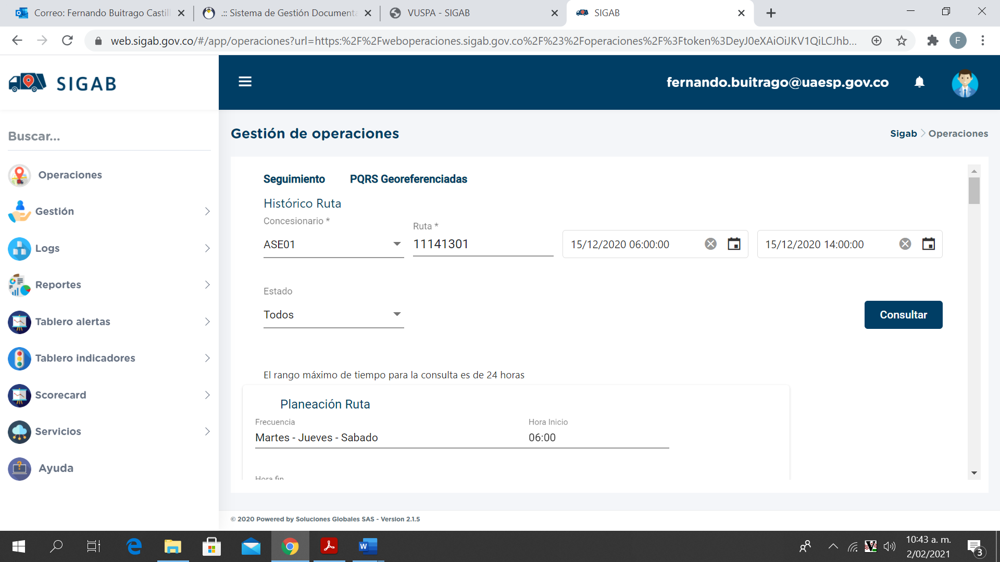 Correo: Fernando Buitrago Castill
.:: Sistema de Gestión Documenta
VUSPA - SIGAB
SIGAB
web.sigab.gov.co/#/app/operaciones?url=https:%2F%2Fweboperaciones.sigab.gov.co%2F%23%2Foperaciones%2F%3Ftoken%3DeyJ0eXAiOiJKV1QiLCJhb...
F
SIGAB
fernando.buitrago@uaesp.gov.co
Buscar...
Operaciones
Gestión
Logs
Reportes
Tablero alertas
Tablero indicadores
Scorecard
Servicios
Ayuda
Gestión de operaciones
Sigab > Operaciones
Seguimiento
PQRS Georeferenciadas
Histórico Ruta
Concesionario *
ASE01
Ruta *
11141301
15/12/2020 06:00:00
15/12/2020 14:00:00
Estado
Todos
Consultar
El rango máximo de tiempo para la consulta es de 24 horas
Planeación Ruta
Frecuencia
Martes - Jueves - Sabado
Hora Inicio
06:00
Hora fin
© 2020 Powered by Soluciones Globales SAS - Version 2.1.5
10:43 a. m.
2/02/2021
3